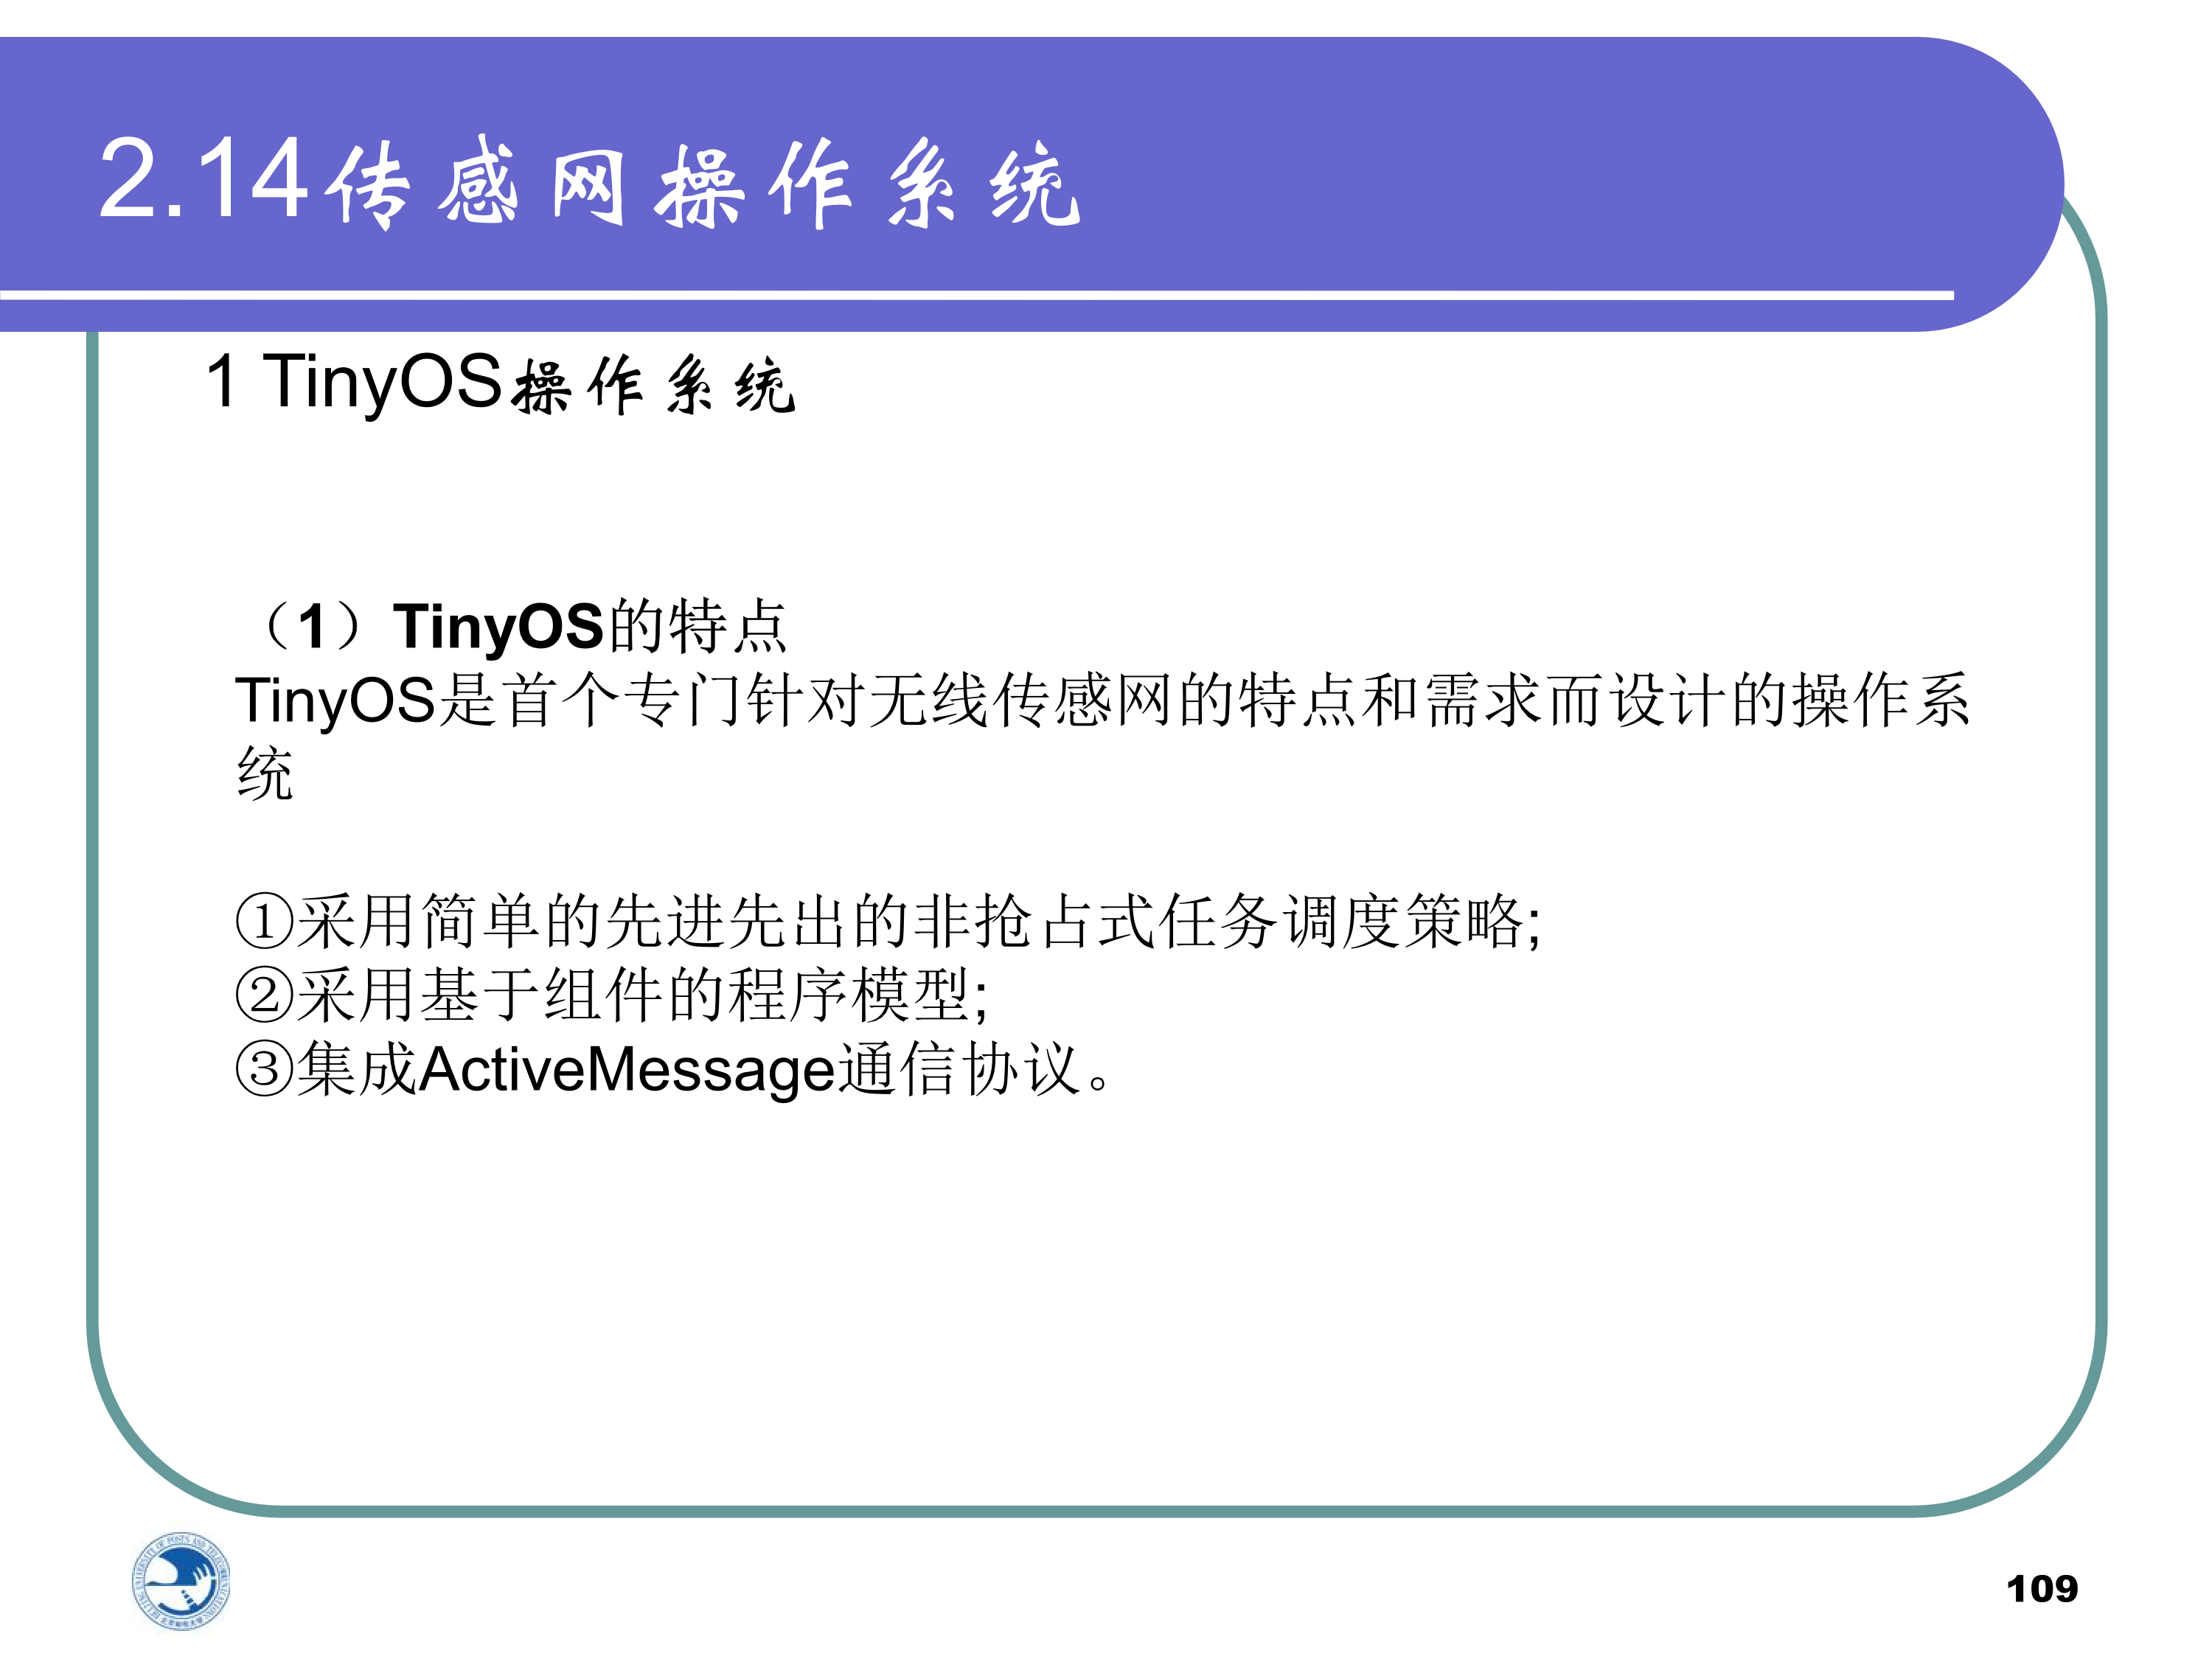 2.14传感网操作系统
1 TinyOS操作系统
（1）TinyOS的特点
TinyOS是首个专门针对无线传感网的特点和需求而设计的操作系
统
①采用简单的先进先出的非抢占式任务调度策略;
②采用基于组件的程序模型;
③集成ActiveMessage通信协议。
109